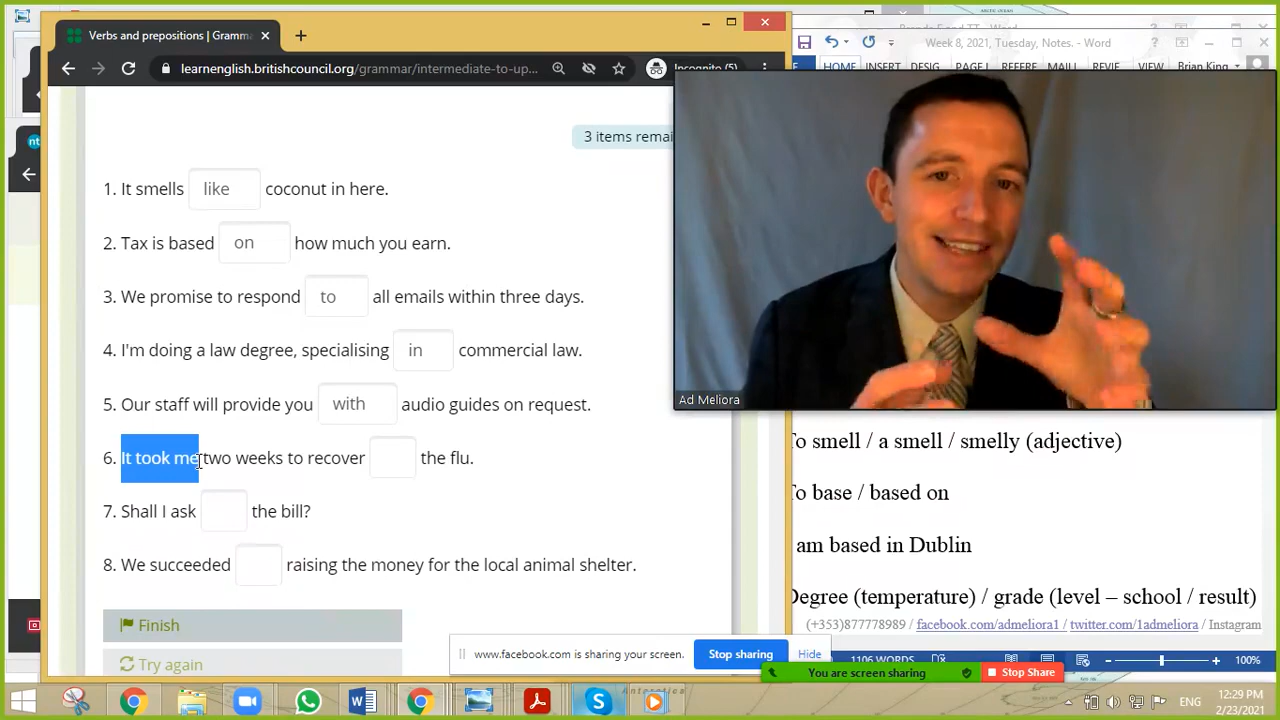 Verbs and prepositions | Gramma
learnenglish.britishcouncil.org/grammar/intermediate-to-up...
Incognito (5)
3 items remai
1. It smells like coconut in here.
2. Tax is based on how much you earn.
3. We promise to respond to all emails within three days.
4. I'm doing a law degree, specialising in commercial law.
5. Our staff will provide you with audio guides on request.
6. It took me two weeks to recover the flu.
7. Shall I ask the bill?
8. We succeeded raising the money for the local animal shelter.
Finish
Try again
Week 8, 2021, Tuesday, Notes. - Word
HOME INSERT DESIGN PAGE L REFERE MAILI REVIE VIEW Brian King
Ad Meliora
To smell / a smell / smelly (adjective)
To base / based on
am based in Dublin
Degree (temperature) / grade (level – school / result)
(+353)877778989 / facebook.com/admeliora1 / twitter.com/1admeliora / Instagram
1106 WORDS
100%
www.facebook.com is sharing your screen. Stop sharing Hide
You are screen sharing Stop Share
Antarctica
ENG
12:29 PM
2/23/2021